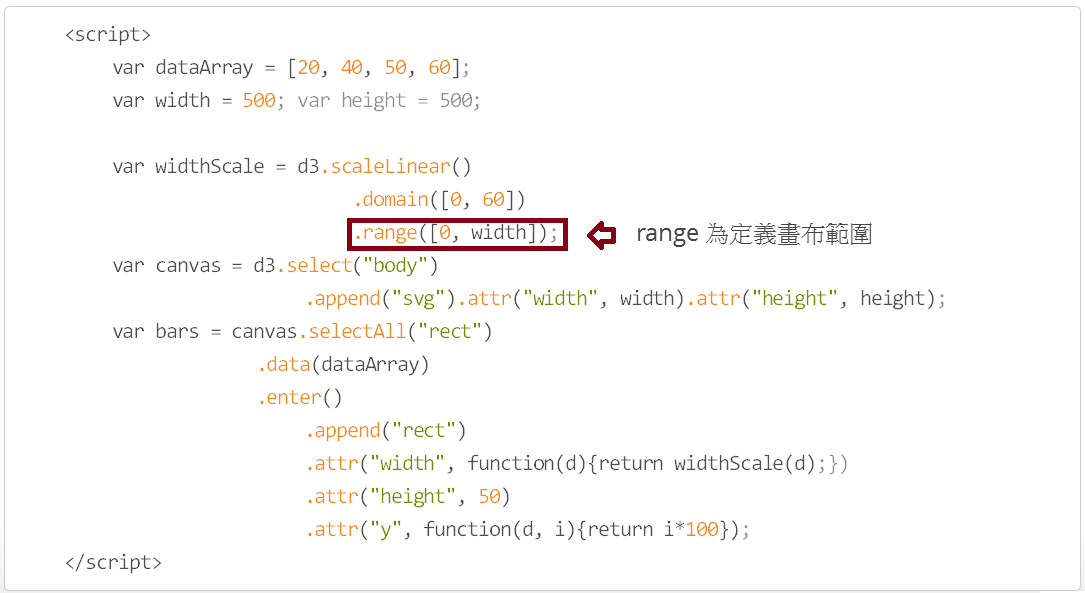 <script>
var dataArray = [20, 40, 50, 60];
var width = 500; var height = 500;
var widthScale = d3.scaleLinear()
.domain([0, 60])
.range([0, width]); range 為定義畫布範圍
var canvas = d3.select("body")
.append("svg").attr("width", width).attr("height", height);
var bars = canvas.selectAll("rect")
.data(dataArray)
.enter()
.append("rect")
.attr("width", function(d){return widthScale(d);})
.attr("height", 50)
.attr("y", function(d, i){return i*100});
</script>